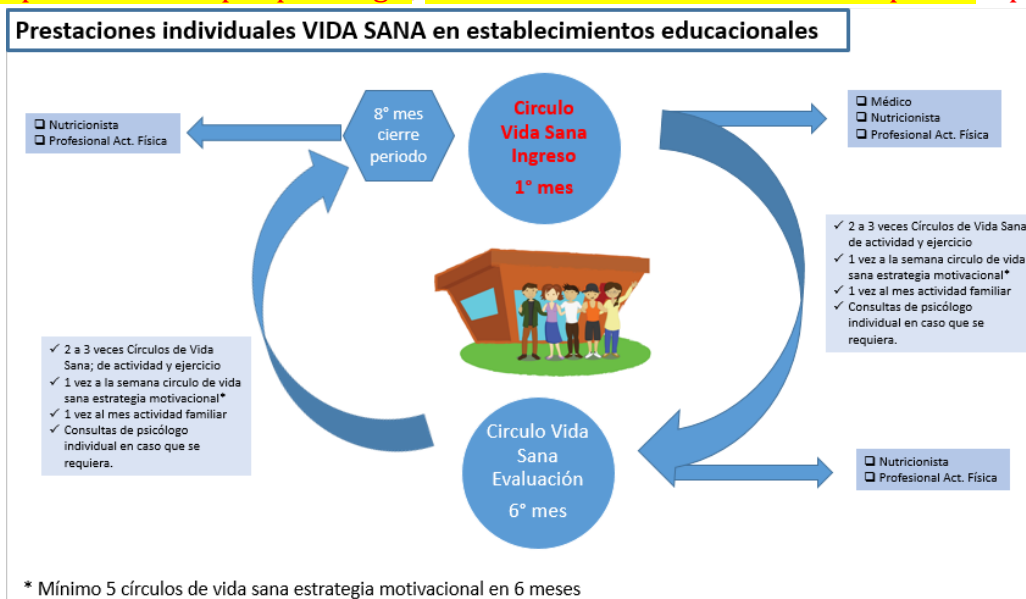 Prestaciones individuales VIDA SANA en establecimientos educacionales
8° mes
cierre
periodo
Circulo
Vida Sana
Ingreso
1° mes
❑ Nutricionista
❑ Profesional Act. Física
❑ Médico
❑ Nutricionista
❑ Profesional Act. Física
✓ 2 a 3 veces Círculos de Vida Sana;
de actividad y ejercicio
✓ 1 vez a la semana circulo de vida
sana estrategia motivacional*
✓ 1 vez al mes actividad familiar
✓ Consultas de psicólogo
individual en caso que se
requiera.
✓ 2 a 3 veces Círculos de Vida
Sana; de actividad y ejercicio
✓ 1 vez a la semana circulo de vida
sana estrategia motivacional*
✓ 1 vez al mes actividad familiar
✓ Consultas de psicólogo
individual en caso que se
requiera.
Circulo Vida
Sana
Evaluación
6° mes
❑ Nutricionista
❑ Profesional Act. Física
* Mínimo 5 círculos de vida sana estrategia motivacional en 6 meses